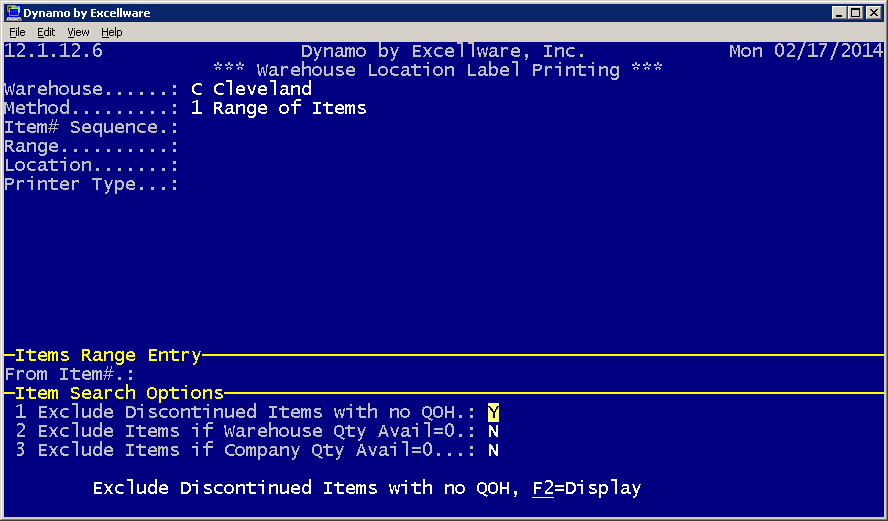 Dynamo by Excellware
File Edit View Help
12.1.12.6 Dynamo by Excellware, Inc. Mon 02/17/2014
*** Warehouse Location Label Printing ***
Warehouse......: C Cleveland
Method.........: 1 Range of Items
Item# Sequence.:
Range..........:
Location.......:
Printer Type...:
Items Range Entry
From Item#.:
Item Search Options
1 Exclude Discontinued Items with no QOH.: Y
2 Exclude Items if Warehouse Qty Avail=0.: N
3 Exclude Items if Company Qty Avail=0...: N
Exclude Discontinued Items with no QOH, F2=Display